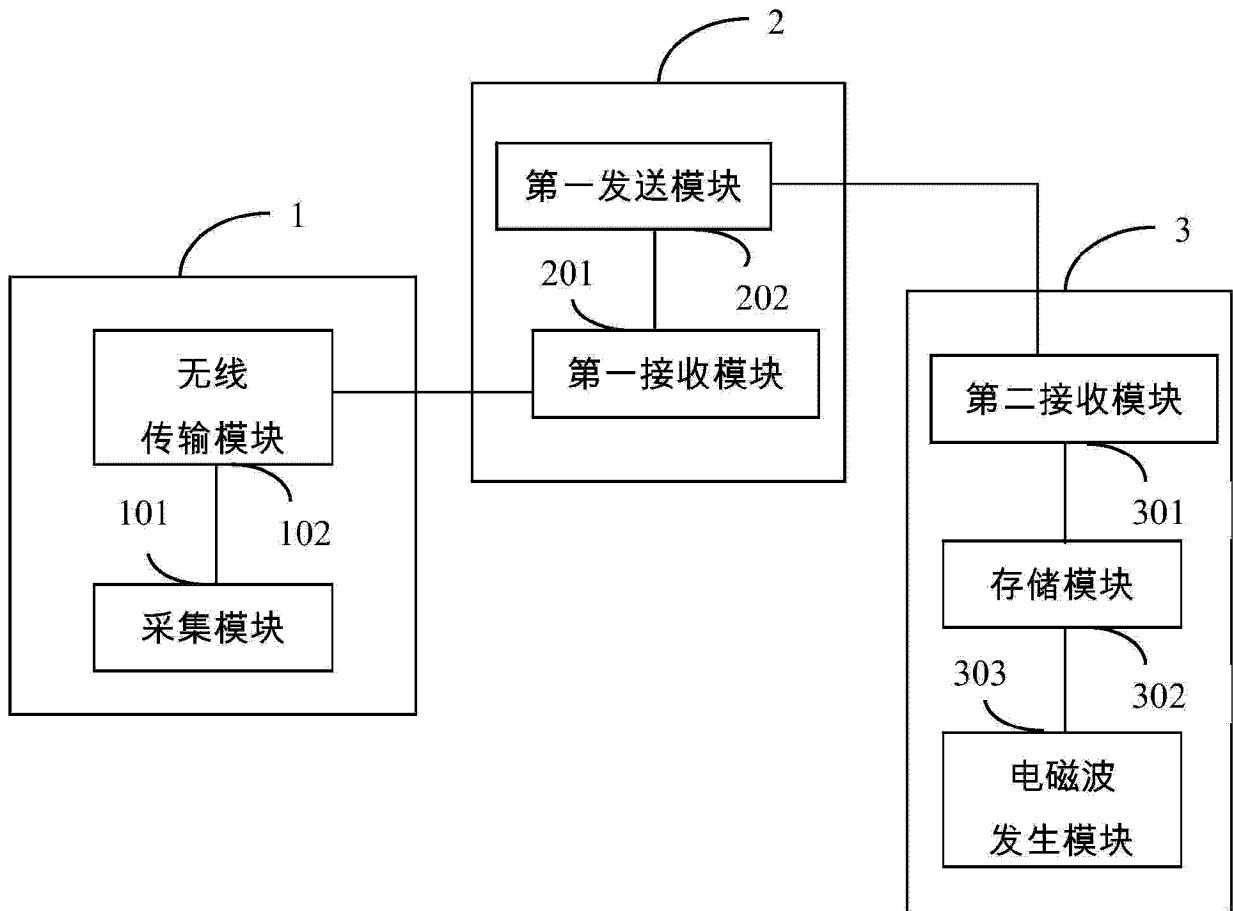 1
无线
传输模块
101
102
采集模块
2
第一发送模块
201
202
第一接收模块
3
第二接收模块
301
存储模块
303
302
电磁波
发生模块